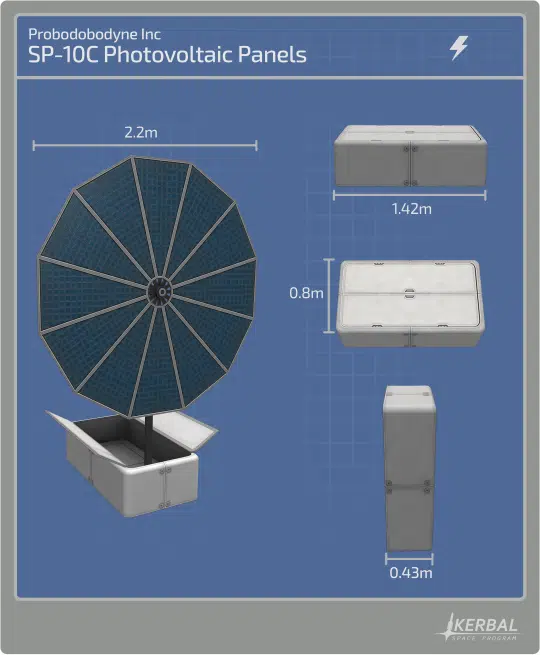 Probodobodyne Inc
SP-10C Photovoltaic Panels
2.2m
1.42m
0.8m
0.43m
KERBAL
SPACE PROGRAM